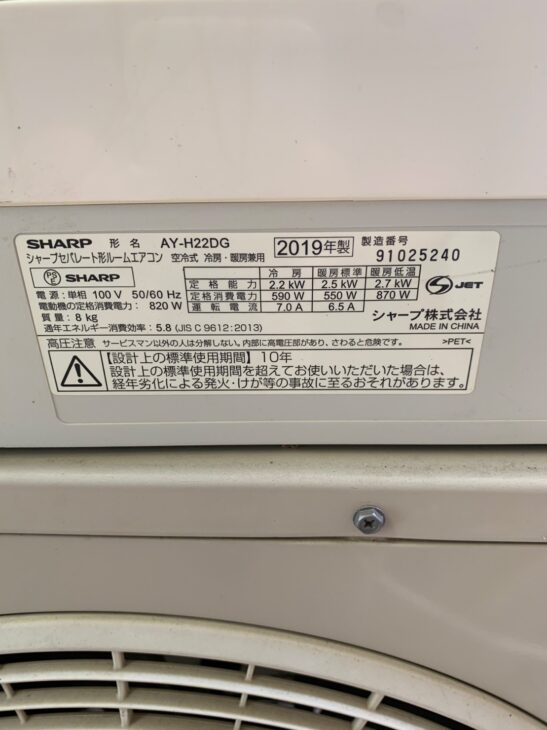 SHARP 形名 AY-H22DG 2019年製 製造番号
シャープセパレート形ルームエアコン 空冷式 冷房・暖房兼用 91025240
PS E SHARP
冷房 暖房標準 暖房低温
定格能力 2.2 kW 2.5 kW 2.7 kW
定格消費電力 590 W 550 W 870 W
運転電流 7.0 A 6.5 A
S JET
電源：単相 100 V 50/60 Hz
電動機の定格消費電力： 820 W
質量：8 kg
通年エネルギー消費効率：5.8 (JIS C 9612:2013)
シャープ株式会社
MADE IN CHINA
高圧注意 サービスマン以外の人は分解しない。内部に高電圧部があり、さわると危険です。 >PET<
【設計上の標準使用期間】10年
設計上の標準使用期間を超えてお使いいただいた場合は、
経年劣化による発火・けが等の事故に至るおそれがあります。